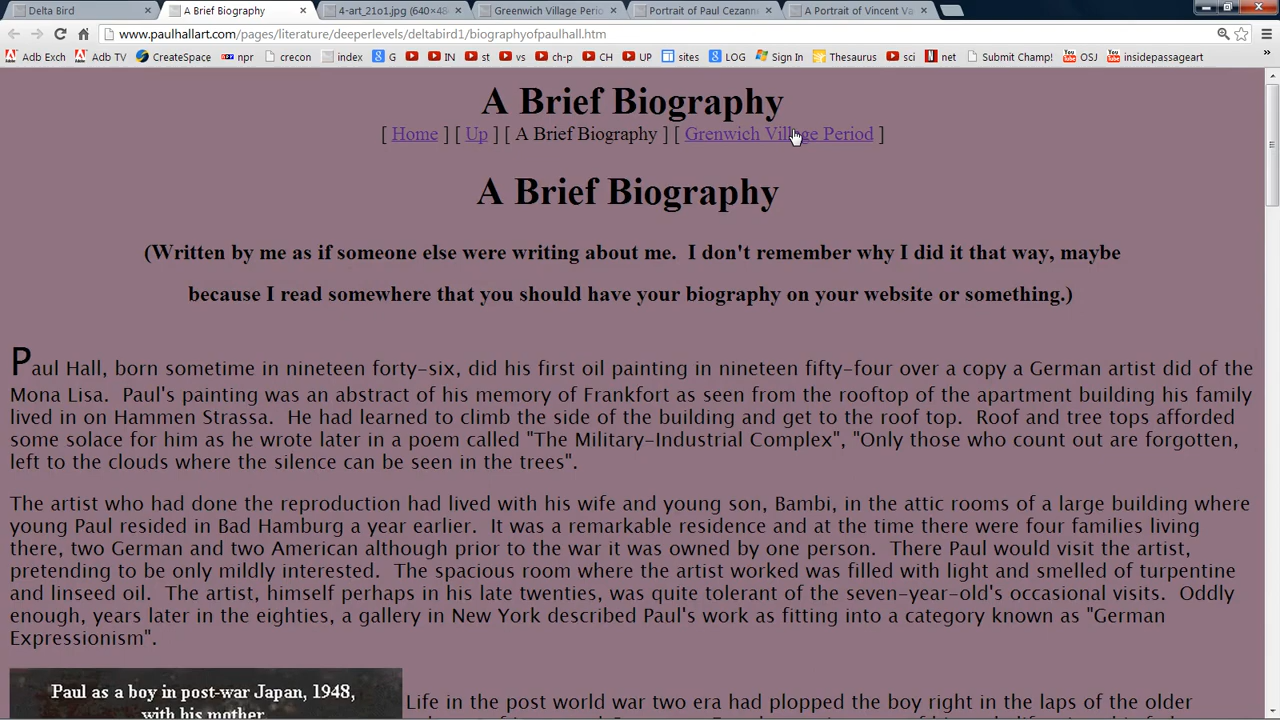 Delta Bird
A Brief Biography
4-art_21o1.jpg (640×48
Greenwich Village Perio
Portrait of Paul Cezann
A Portrait of Vincent Va
www.paulhallart.com/pages/literature/deeperlevels/deltabird1/biographyofpaulhall.htm
Adb Exch Adb TV CreateSpace npr crecon index G IN st vs ch-p CH UP sites LOG Sign In Thesaurus sci net Submit Champ! OSJ insidepassageart »
A Brief Biography
[ Home ] [ Up ] [ A Brief Biography ] [ Grenwich Village Period ]
A Brief Biography
(Written by me as if someone else were writing about me. I don't remember why I did it that way, maybe
because I read somewhere that you should have your biography on your website or something.)
Paul Hall, born sometime in nineteen forty-six, did his first oil painting in nineteen fifty-four over a copy a German artist did of the
Mona Lisa. Paul's painting was an abstract of his memory of Frankfort as seen from the rooftop of the apartment building his family
lived in on Hammen Strassa. He had learned to climb the side of the building and get to the roof top. Roof and tree tops afforded
some solace for him as he wrote later in a poem called "The Military-Industrial Complex", "Only those who count out are forgotten,
left to the clouds where the silence can be seen in the trees".
The artist who had done the reproduction had lived with his wife and young son, Bambi, in the attic rooms of a large building where
young Paul resided in Bad Hamburg a year earlier. It was a remarkable residence and at the time there were four families living
there, two German and two American although prior to the war it was owned by one person. There Paul would visit the artist,
pretending to be only mildly interested. The spacious room where the artist worked was filled with light and smelled of turpentine
and linseed oil. The artist, himself perhaps in his late twenties, was quite tolerant of the seven-year-old's occasional visits. Oddly
enough, years later in the eighties, a gallery in New York described Paul's work as fitting into a category known as "German
Expressionism".
Paul as a boy in post-war Japan, 1948,
with his mother
Life in the post world war two era had plopped the boy right in the laps of the older